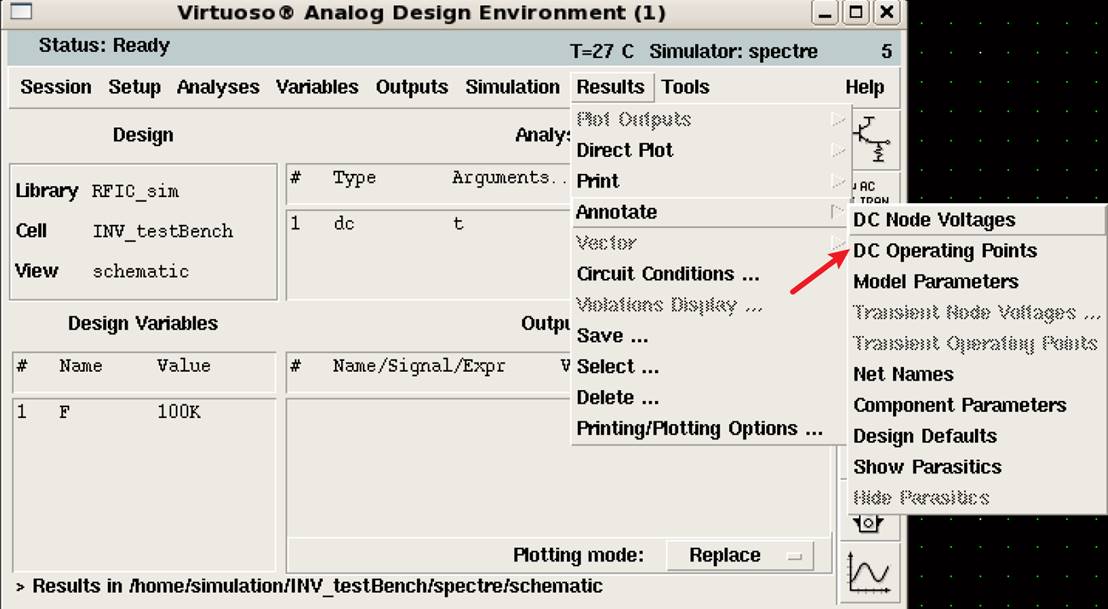 Virtuoso® Analog Design Environment (1)
Status: Ready T=27 C Simulator: spectre 5
Session Setup Analyses Variables Outputs Simulation Results Tools Help
Design
Library RFIC_sim
Cell INV_testBench
View schematic
Analys
# Type Arguments..
1 dc t
Design Variables
# Name Value
1 F 100K
Outpu
# Name/Signal/Expr V
Plot Outputs
Direct Plot
Print
Annotate
Vector
Circuit Conditions ...
Violations Display ...
Save ...
Select ...
Delete ...
Printing/Plotting Options ...
AC
TRAN
DC Node Voltages
DC Operating Points
Model Parameters
Transient Node Voltages ...
Transient Operating Points
Net Names
Component Parameters
Design Defaults
Show Parasitics
Hide Parasitics
Plotting mode: Replace
> Results in /home/simulation/INV_testBench/spectre/schematic